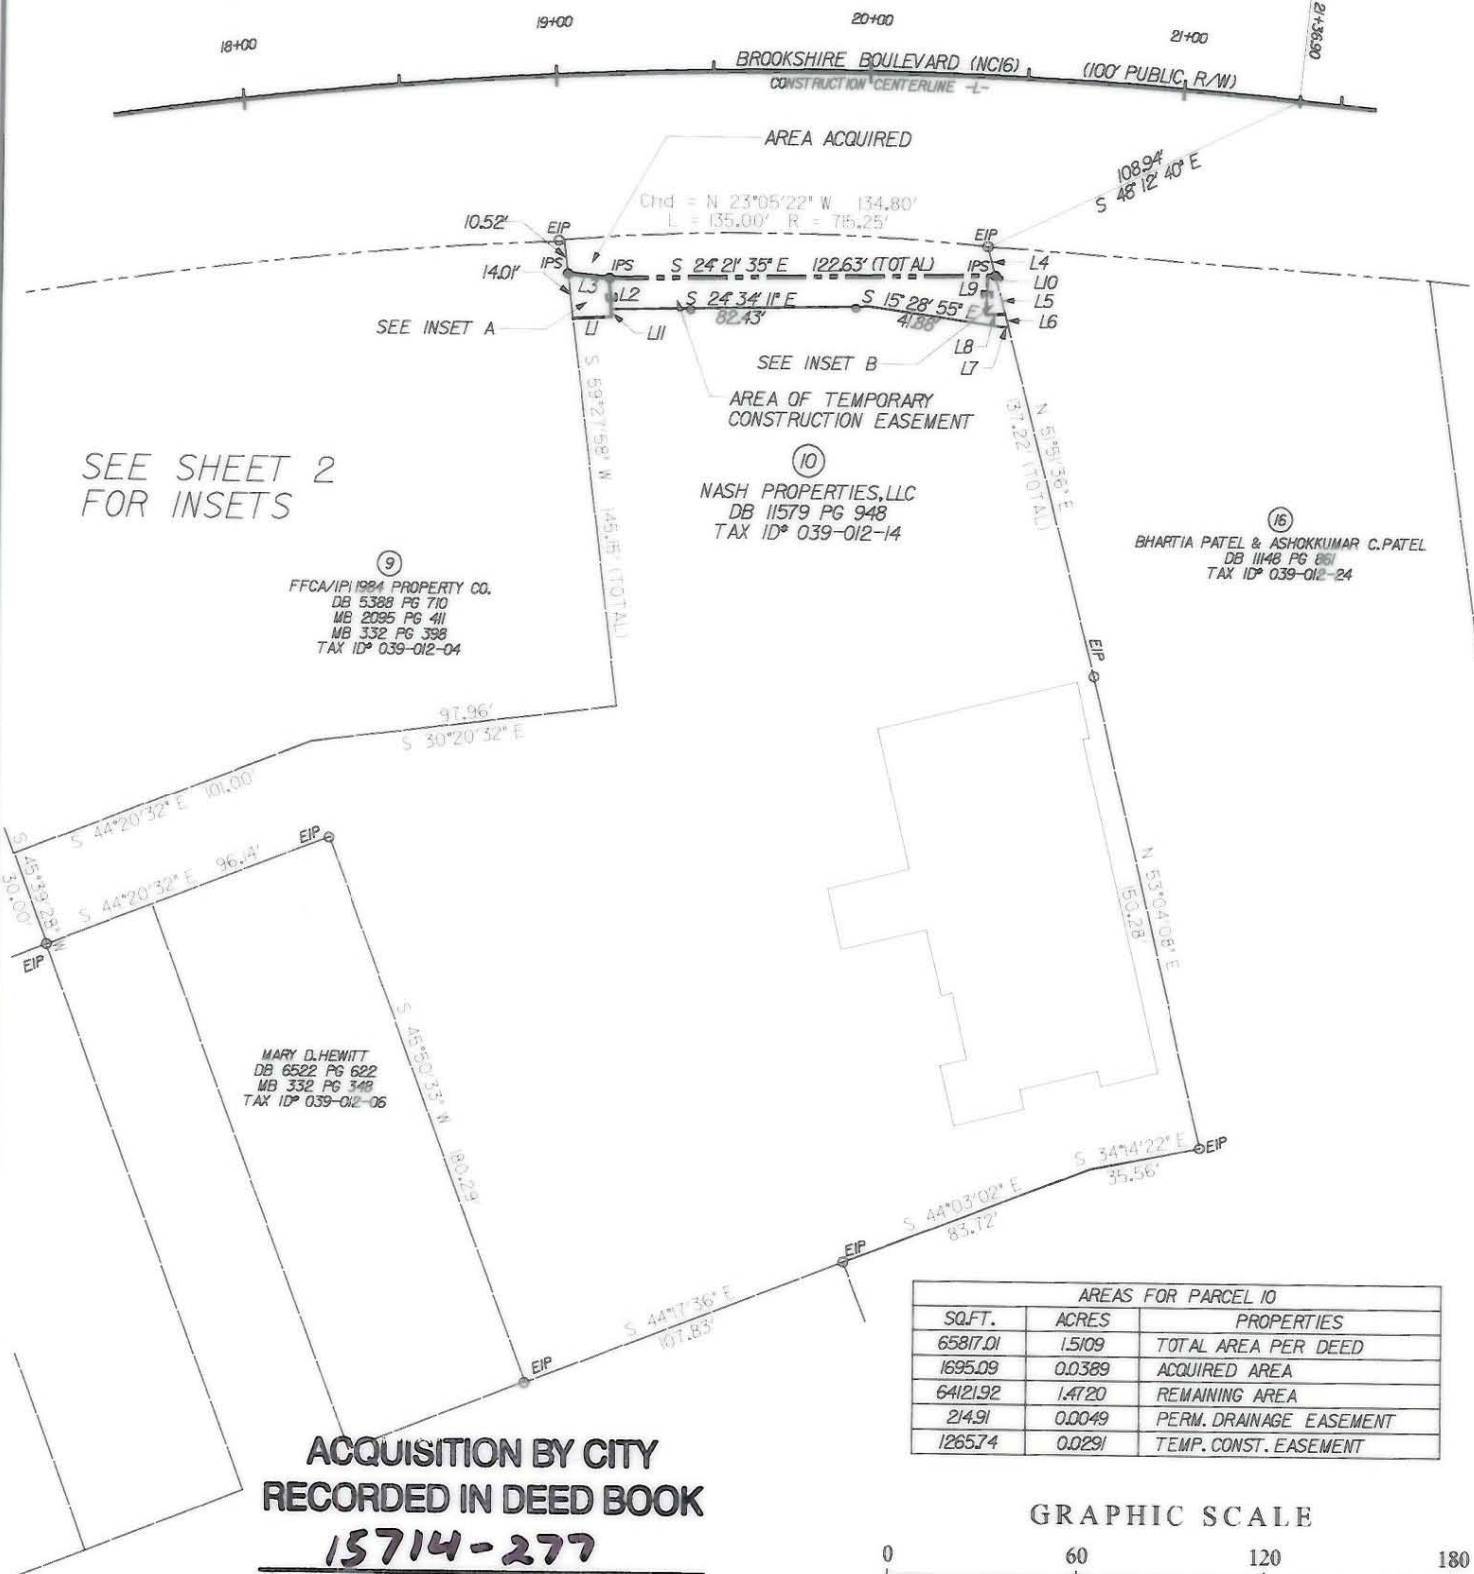 18+00
19+00
20+00
21+00
21+36.90
BROOKSHIRE BOULEVARD (NC16) (100' PUBLIC R/W)
CONSTRUCTION CENTERLINE -L-
AREA ACQUIRED
108.94'
S 48°12'40" E
Chd = N 23°05'22" W 134.80'
L = 135.00' R = 715.25'
10.52'
EIP
EIP
14.01'
IPS
IPS
S 24°21'35" E 122.63' (TOTAL)
IPS
L4
L10
L3
L2
L9
L5
S 24°34'11" E
82.43'
S 15°28'55" E
41.88'
L6
SEE INSET A
L1
L11
L8
L7
SEE INSET B
AREA OF TEMPORARY
CONSTRUCTION EASEMENT
S 59°27'58" W 145.15' (TOTAL)
N 51°51'36" E
137.22' (TOTAL)
SEE SHEET 2
FOR INSETS
10
NASH PROPERTIES,LLC
DB 11579 PG 948
TAX ID# 039-012-14
16
BHARTIA PATEL & ASHOKKUMAR C.PATEL
DB 11148 PG 861
TAX ID# 039-012-24
9
FFCA/IPI 1984 PROPERTY CO.
DB 5388 PG 710
MB 2095 PG 411
MB 332 PG 398
TAX ID# 039-012-04
EIP
97.96'
S 30°20'32" E
S 44°20'32" E 101.00'
S 45°39'28" W
30.00'
EIP
S 44°20'32" E 96.14'
EIP
N 53°04'08" E
150.28'
MARY D.HEWITT
DB 6522 PG 622
MB 332 PG 348
TAX ID# 039-012-06
S 45°50'33" W 180.29'
S 34°14'22" E
35.56'
EIP
S 44°03'02" E
83.72'
EIP
S 44°17'36" E
107.83'
EIP
AREAS FOR PARCEL 10
SQ.FT. ACRES PROPERTIES
65817.01 1.5109 TOTAL AREA PER DEED
1695.09 0.0389 ACQUIRED AREA
64121.92 1.4720 REMAINING AREA
214.91 0.0049 PERM. DRAINAGE EASEMENT
1265.74 0.0291 TEMP. CONST. EASEMENT
ACQUISITION BY CITY
RECORDED IN DEED BOOK
15714-277
GRAPHIC SCALE
0 60 120 180